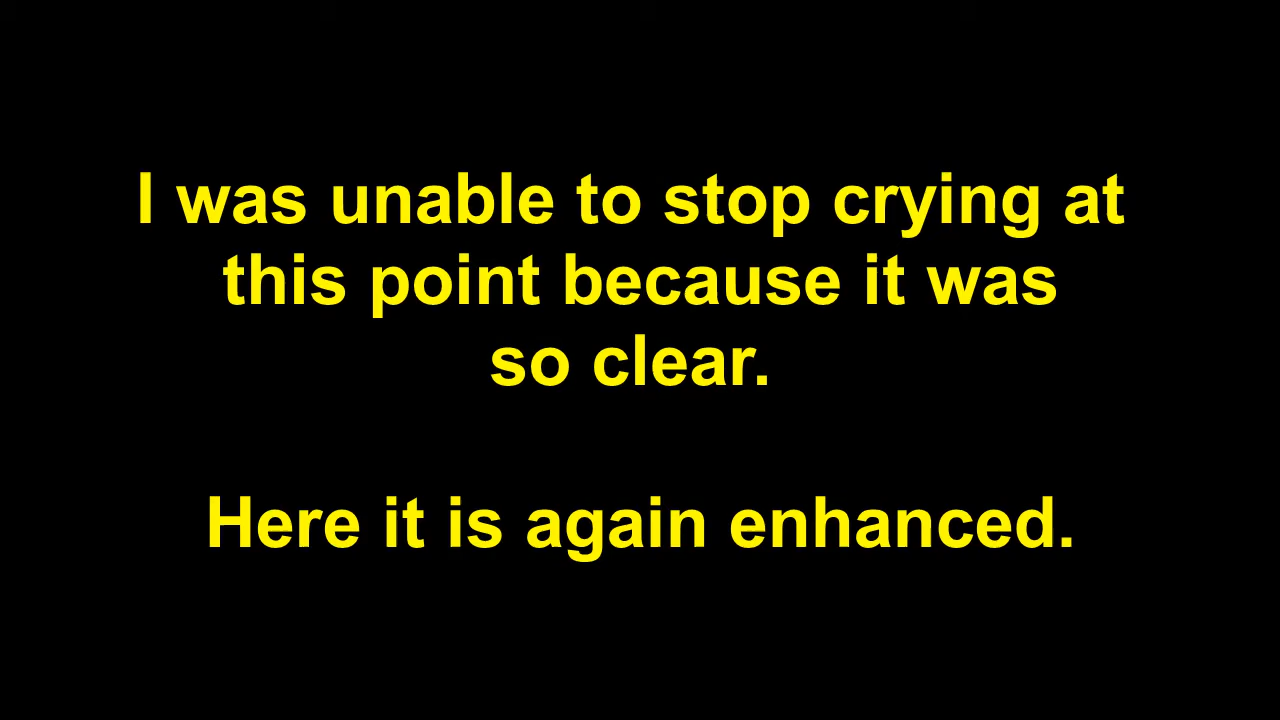 I was unable to stop crying at
this point because it was
so clear.
Here it is again enhanced.